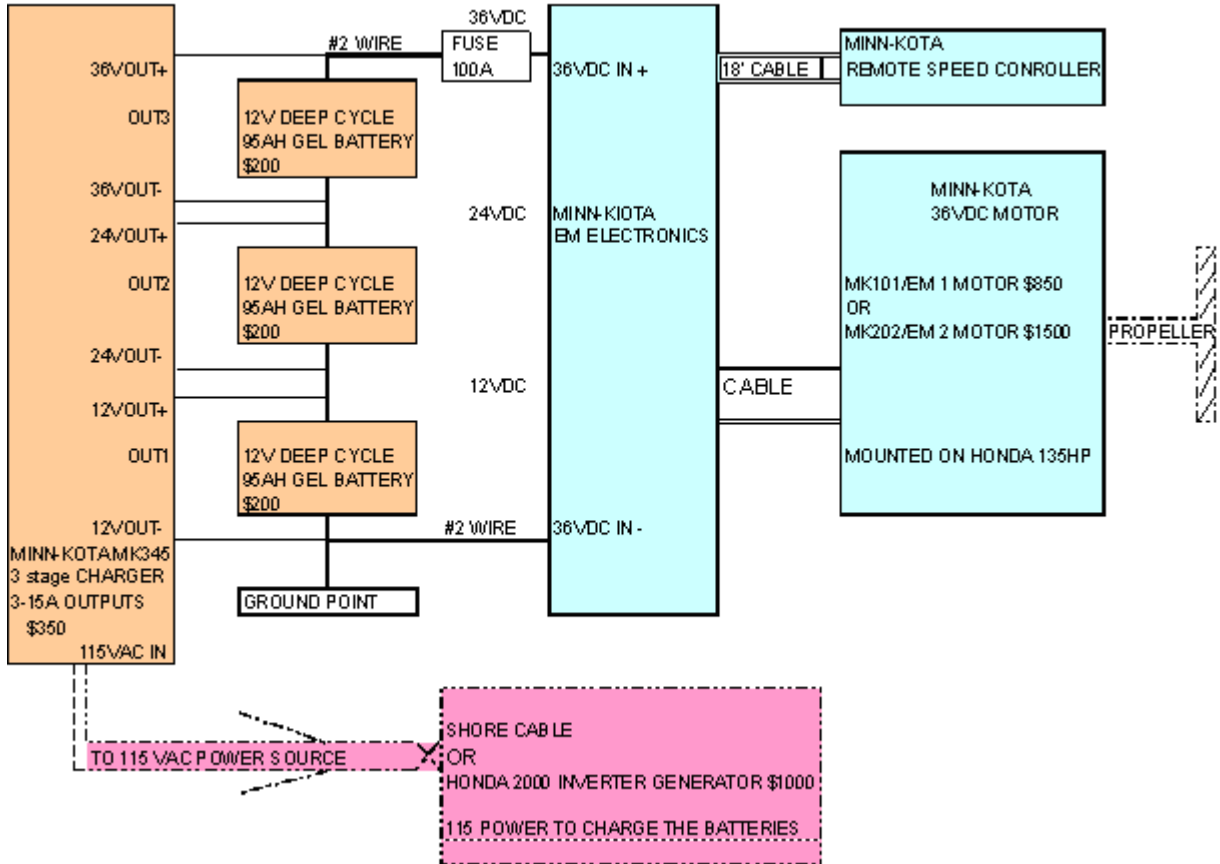 36VOUT+
OUT3
36VOUT-
24VOUT+
OUT2
24VOUT-
12VOUT+
OUT1
12VOUT-
MINN-KOTAMK345
3 stage CHARGER
3-15A OUTPUTS
$350
115VAC IN
#2 WIRE
12V DEEP CYCLE
95AH GEL BATTERY
$200
12V DEEP CYCLE
95AH GEL BATTERY
$200
12V DEEP CYCLE
95AH GEL BATTERY
$200
GROUND POINT
36VDC
FUSE
100A
24VDC
12VDC
#2 WIRE
36VDC IN +
MINN-KIOTA
EM ELECTRONICS
36VDC IN -
18' CABLE
CABLE
MINN-KOTA
REMOTE SPEED CONROLLER
MINN-KOTA
36VDC MOTOR
MK101/EM 1 MOTOR $850
OR
MK202/EM 2 MOTOR $1500
MOUNTED ON HONDA 135HP
PROPELLER
TO 115 VAC POWER SOURCE
SHORE CABLE
OR
HONDA 2000 INVERTER GENERATOR $1000
115 POWER TO CHARGE THE BATTERIES